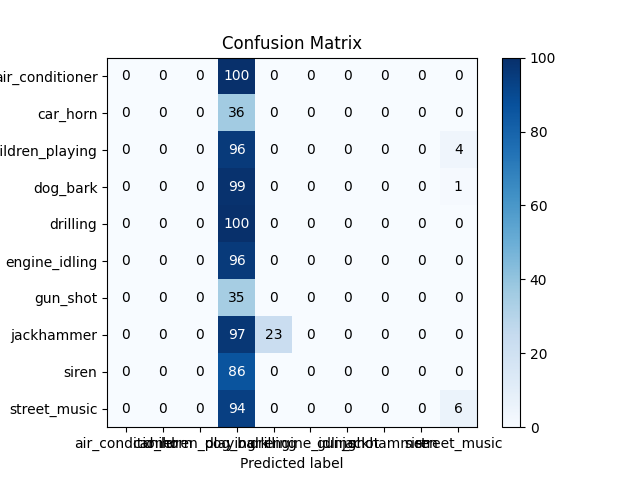 Confusion Matrix
air_conditioner 0 0 0 100 0 0 0 0 0 0
car_horn 0 0 0 36 0 0 0 0 0 0
ildren_playing 0 0 0 96 0 0 0 0 0 4
dog_bark 0 0 0 99 0 0 0 0 0 1
drilling 0 0 0 100 0 0 0 0 0 0
engine_idling 0 0 0 96 0 0 0 0 0 0
gun_shot 0 0 0 35 0 0 0 0 0 0
jackhammer 0 0 0 97 23 0 0 0 0 0
siren 0 0 0 86 0 0 0 0 0 0
street_music 0 0 0 94 0 0 0 0 0 6
street_music
Predicted label
100
80
60
40
20
0